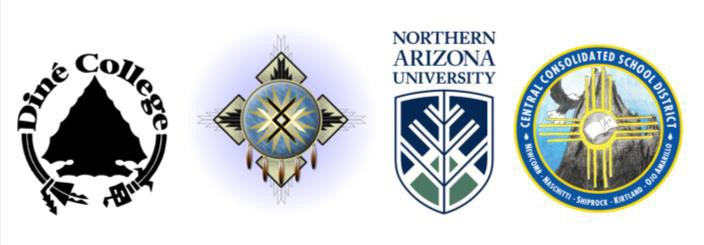 Diné College
NORTHERN
ARIZONA
UNIVERSITY
CENTRAL CONSOLIDATED SCHOOL DISTRICT
NEWCOMB · NASCHITTI · SHIPROCK · KIRTLAND · OJO AMARILLO